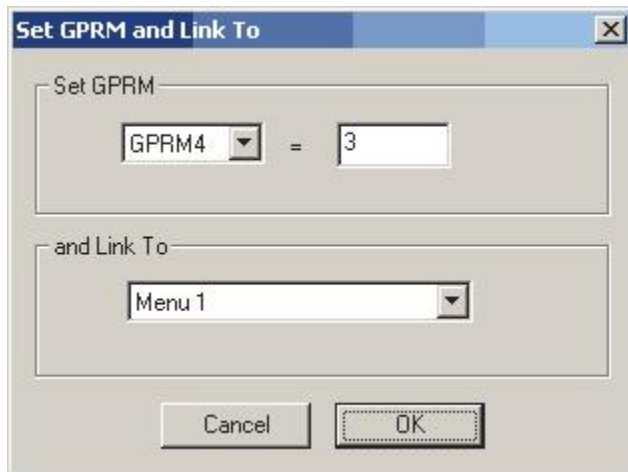 Set GPRM and Link To
Set GPRM
GPRM4 = 3
and Link To
Menu 1
Cancel OK